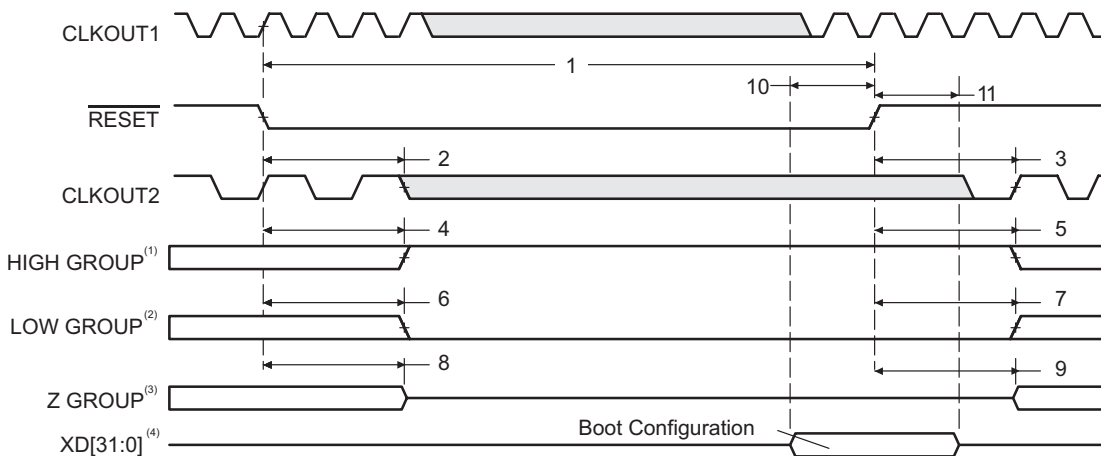 CLKOUT1
1
10
11
RESET
2
3
CLKOUT2
4
5
HIGH GROUP(1)
6
7
LOW GROUP(2)
8
9
Z GROUP(3)
Boot Configuration
XD[31:0] (4)